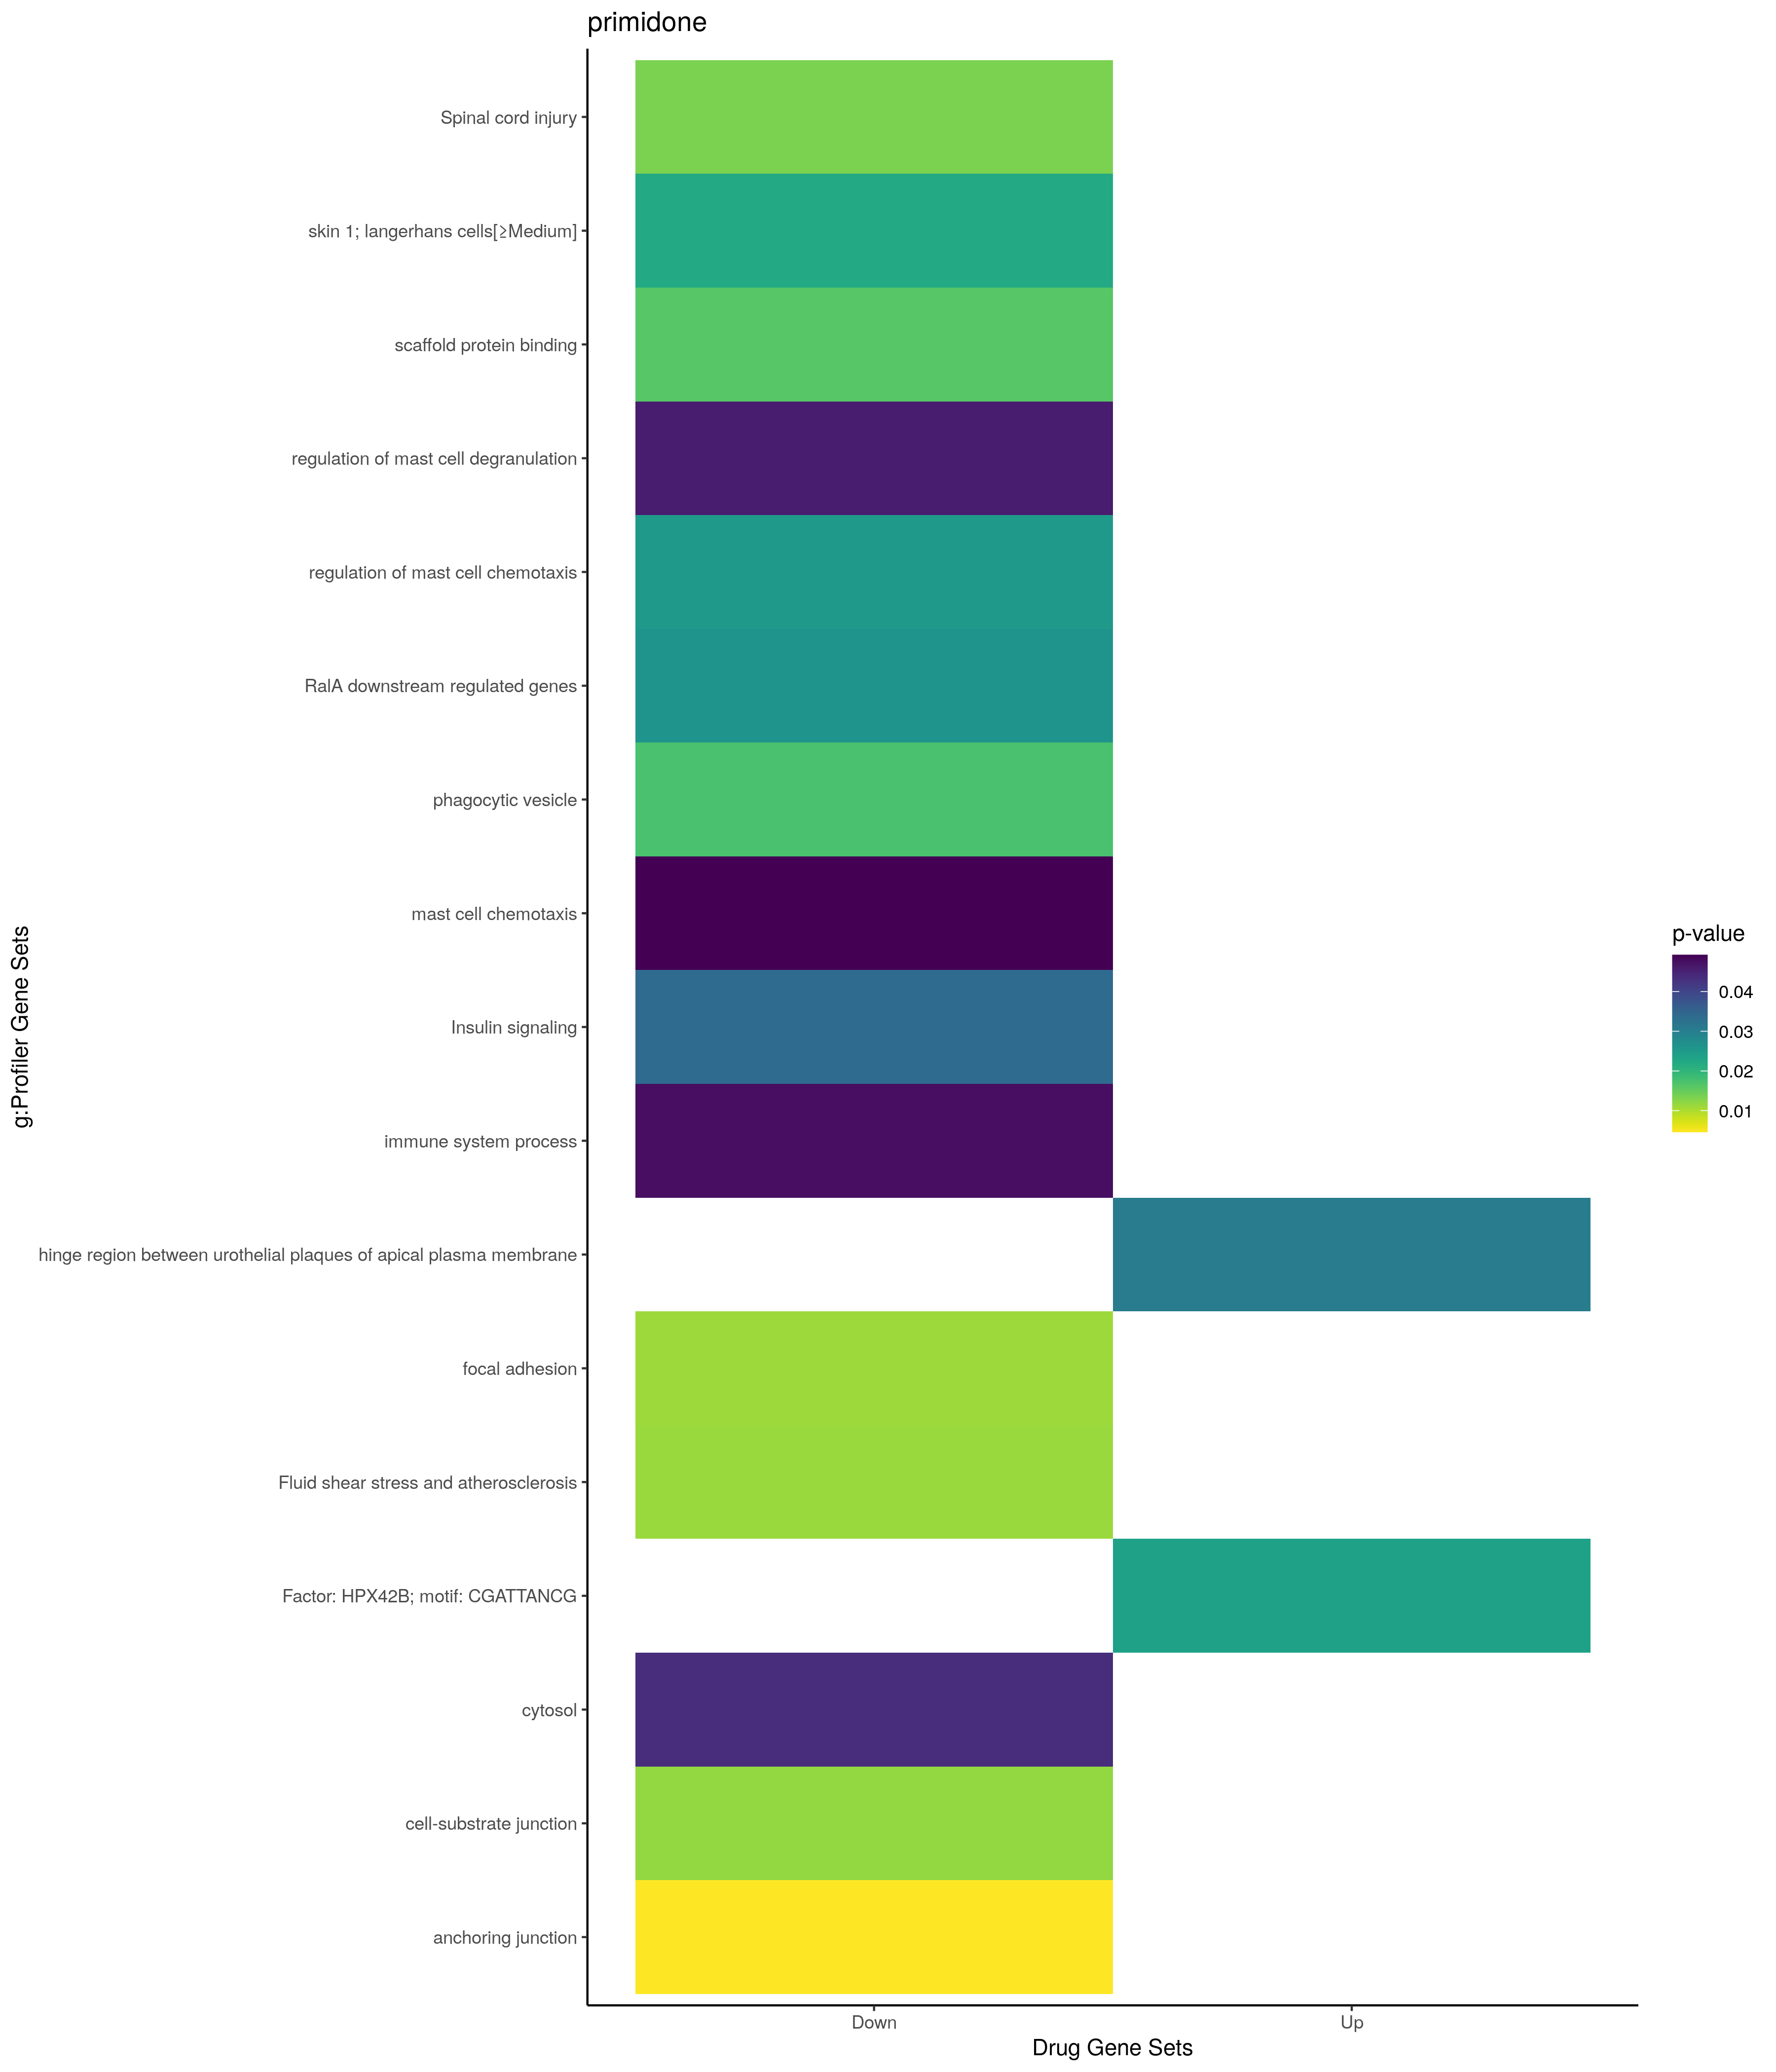 primidone
Spinal cord injury
skin 1; langerhans cells[≥Medium]
scaffold protein binding
regulation of mast cell degranulation
regulation of mast cell chemotaxis
RalA downstream regulated genes
phagocytic vesicle
mast cell chemotaxis
Insulin signaling
immune system process
hinge region between urothelial plaques of apical plasma membrane
focal adhesion
Fluid shear stress and atherosclerosis
Factor: HPX42B; motif: CGATTANCG
cytosol
cell-substrate junction
anchoring junction
g:Profiler Gene Sets
Down
Up
Drug Gene Sets
p-value
0.04
0.03
0.02
0.01